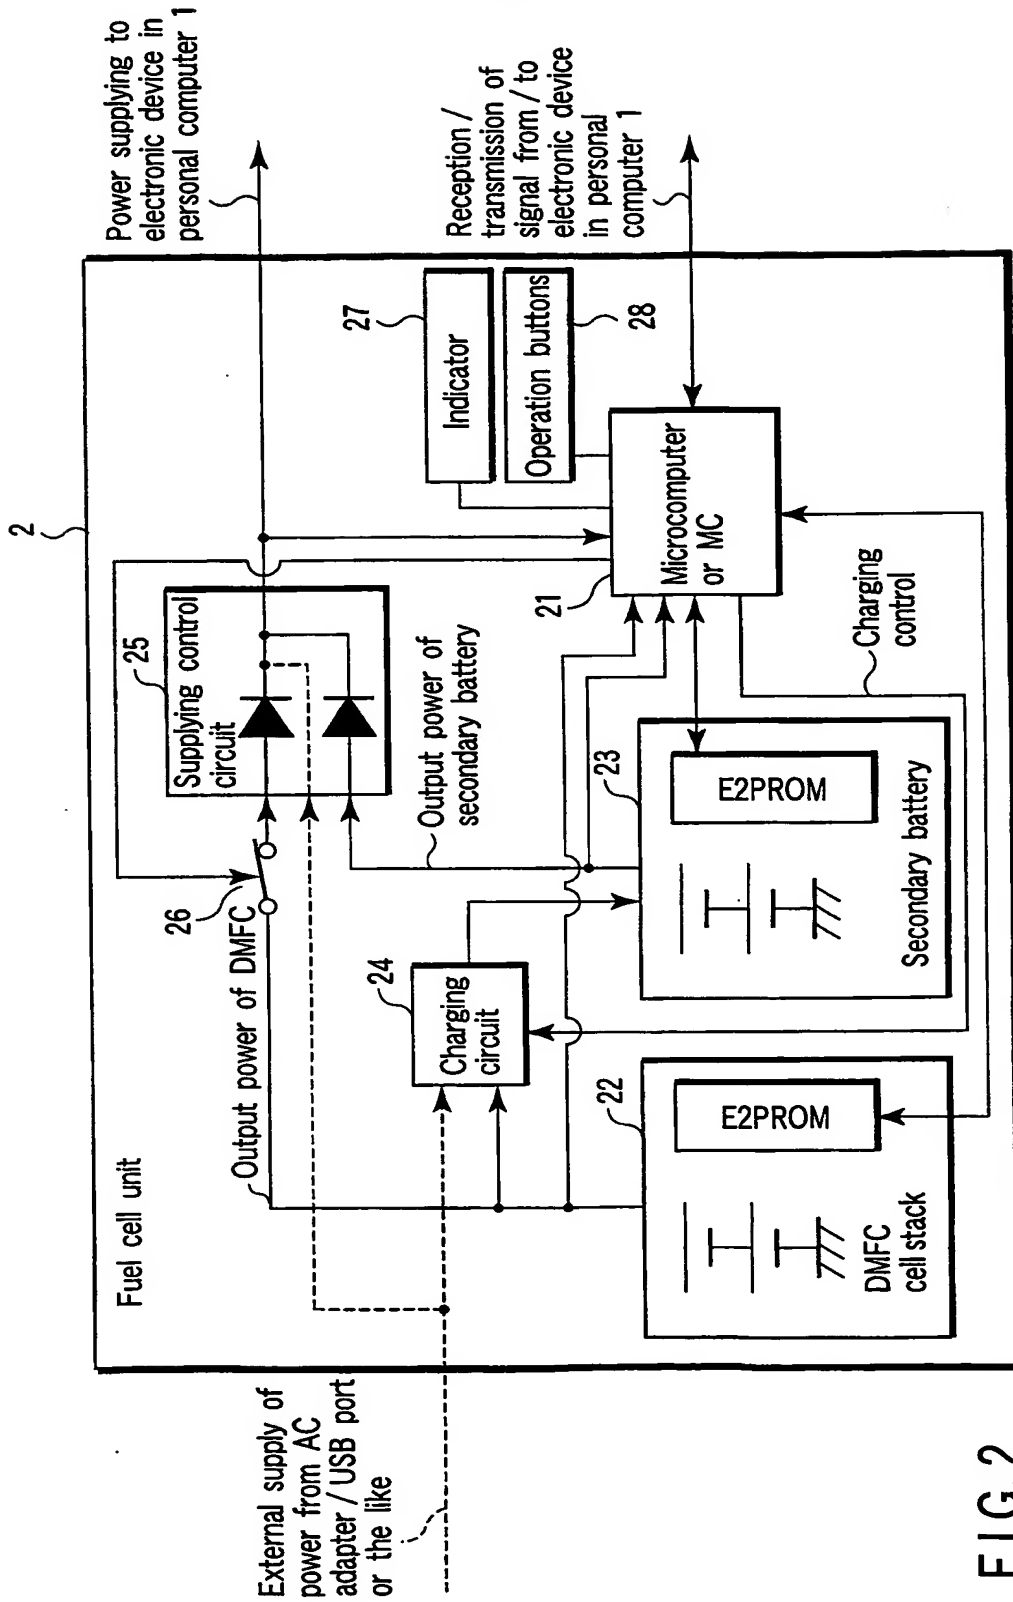 2
Fuel cell unit
Power supplying to
electronic device in
personal computer 1
Reception /
transmission of
signal from / to
electronic device
in personal
computer 1
External supply of
power from AC
adapter / USB port
or the like
25
Supplying control
circuit
26
Output power of DMFC
Output power of
secondary battery
24
Charging
circuit
27
Indicator
Operation buttons
28
21
Microcomputer
or MC
Charging
control
22
E2PROM
DMFC
cell stack
23
E2PROM
Secondary battery
FIG. 2